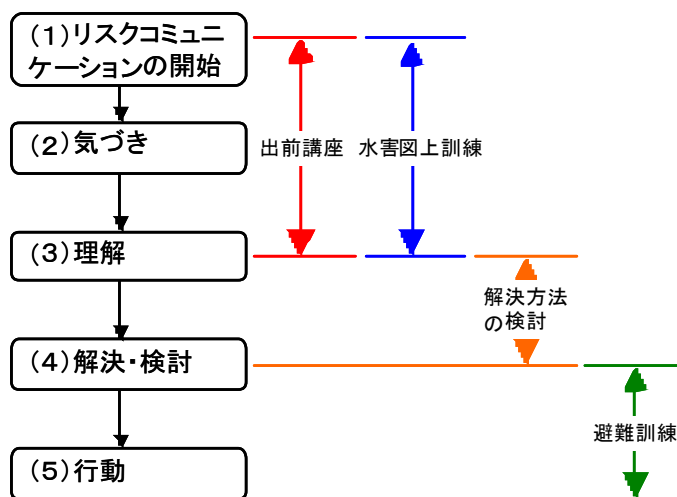 (1)リスクコミュニ
ケーションの開始
(2)気づき
出前講座
水害図上訓練
(3)理解
解決方法
の検討
(4)解決・検討
避難訓練
(5)行動